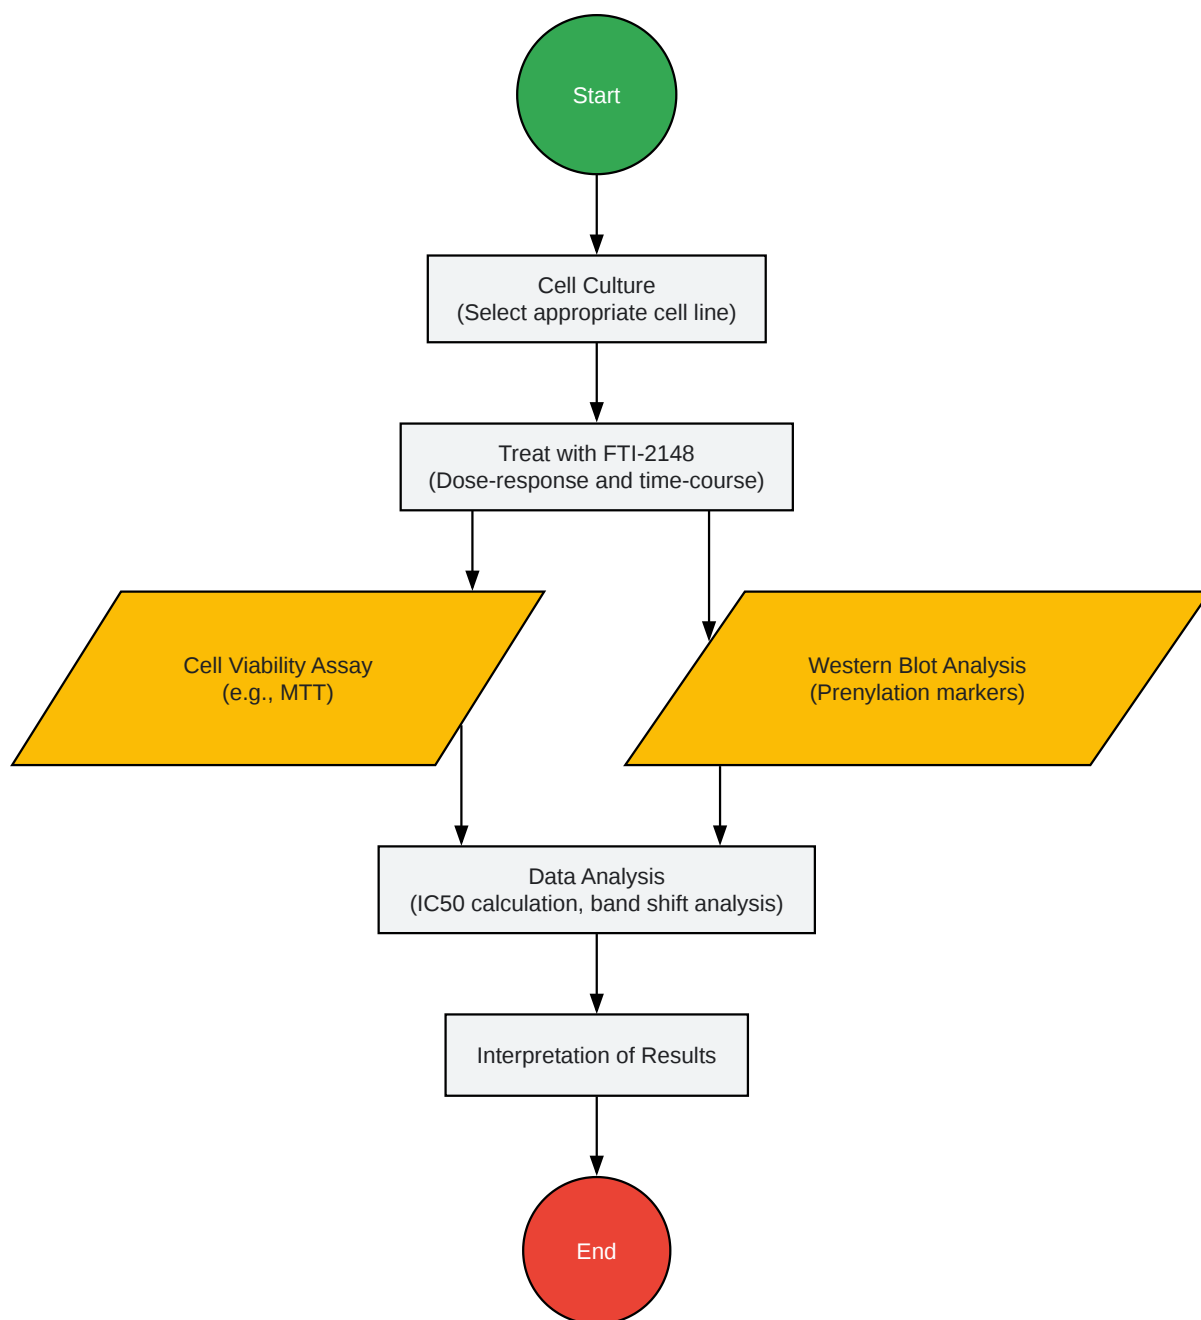 Start
Cell Culture
(Select appropriate cell line)
Treat with FTI-2148
(Dose-response and time-course)
Cell Viability Assay
(e.g., MTT)
Western Blot Analysis
(Prenylation markers)
Data Analysis
(IC50 calculation, band shift analysis)
Interpretation of Results
End